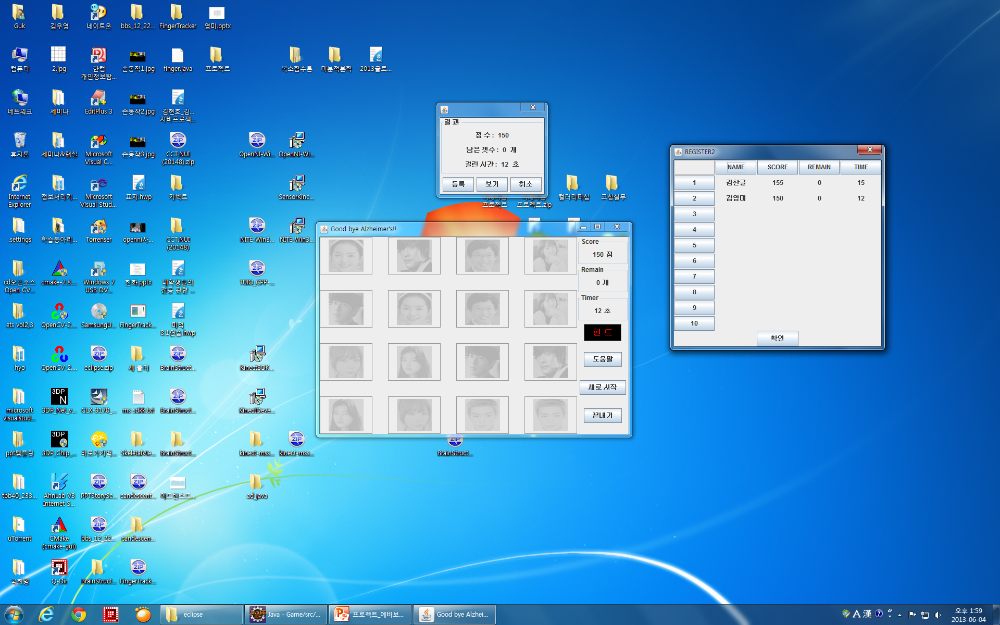 Guk
김우영
네이트온
bbs_12_22...
FingerTracker
영미.pptx
컴퓨터
2.jpg
한컴
개인정보탐...
손동작1.jpg
finger.java
프로젝트
복소함수론
미분적분학
2013글로...
네트워크
세미나
EditPlus 3
손동작2.jpg
김현호_김...
자바프로젝...
휴지통
세미나&랩실
Microsoft
Visual C...
손동작3.jpg
CCT.NUI
(20148).zip
OpenNI-Wi...
OpenNI-Wi...
Internet
Explorer
정보처리기...
Microsoft
Visual Stud...
표지.hwp
키넥트
SensorKine...
프로젝트
프로젝트.zip
컬러리더십
코칭실무
.settings
학습동아리...
Torrenser
openni사...
CCT.NUI
(20148)
NITE-Win3...
NITE-Win3...
cd오픈소스
Open CV...
cmake-2.8....
Windows 7
USB DV...
한화.pptx
대학생들의
전공 관련 ...
TUIO_CPP-...
ets vol2,3
OpenCV-2....
SamsungU...
FingerTrack...
미적
8.1연습.hwp
hyo
OpenCV-2....
eclipse.zip
새 폴더
BrainStruct...
KinectSDK...
microsoft
visualstud...
3DP_Net_v...
CLX-3170_...
ms sdkk.txt
BrainStruct...
KinectDeve...
ppt템플릿
3DP_Chip_...
바로가기백...
SkeletalVie...
BrainStruct...
kinect-mss...
kinect-mss...
BrainStruct...
tbb40_233...
AhnLab V3
Internet S...
PPTStorySe...
candescent...
어드밴스드...
ad_java
uTorrent
CMake
(cmake-gui)
bbs_12_22...
candescen...
국희형
Q-Dir
BrainStruct...
FingerTrack...
결 과
점 수 : 150
남은 갯수 : 0 개
걸린 시간 : 12 초
등록
보기
취소
Good bye Alzheimer's!!
Score
150 점
Remain
0 개
Timer
12 초
힌 트
도움말
새로 시작
끝내기
REGISTER2
NAME SCORE REMAIN TIME
1 김한글 155 0 15
2 김영미 150 0 12
3
4
5
6
7
8
9
10
확인
eclipse
Java - Game/src/...
프로젝트_예비보...
Good bye Alzhei...
A 漢
오후 1:59
2013-06-04